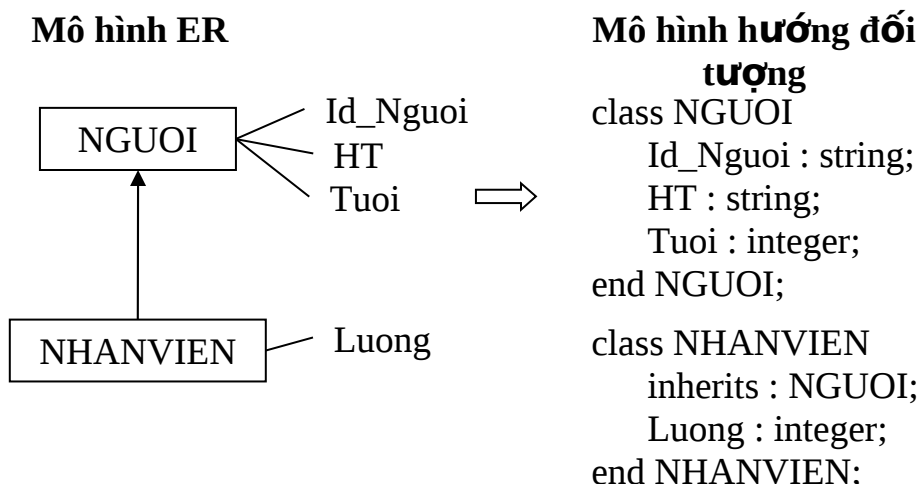 Mô hình ER
NGUOI
Id_Nguoi
HT
Tuoi
NHANVIEN
Luong
Mô hình hướng đối
tượng
class NGUOI
Id_Nguoi : string;
HT : string;
Tuoi : integer;
end NGUOI;
class NHANVIEN
inherits : NGUOI;
Luong : integer;
end NHANVIEN;